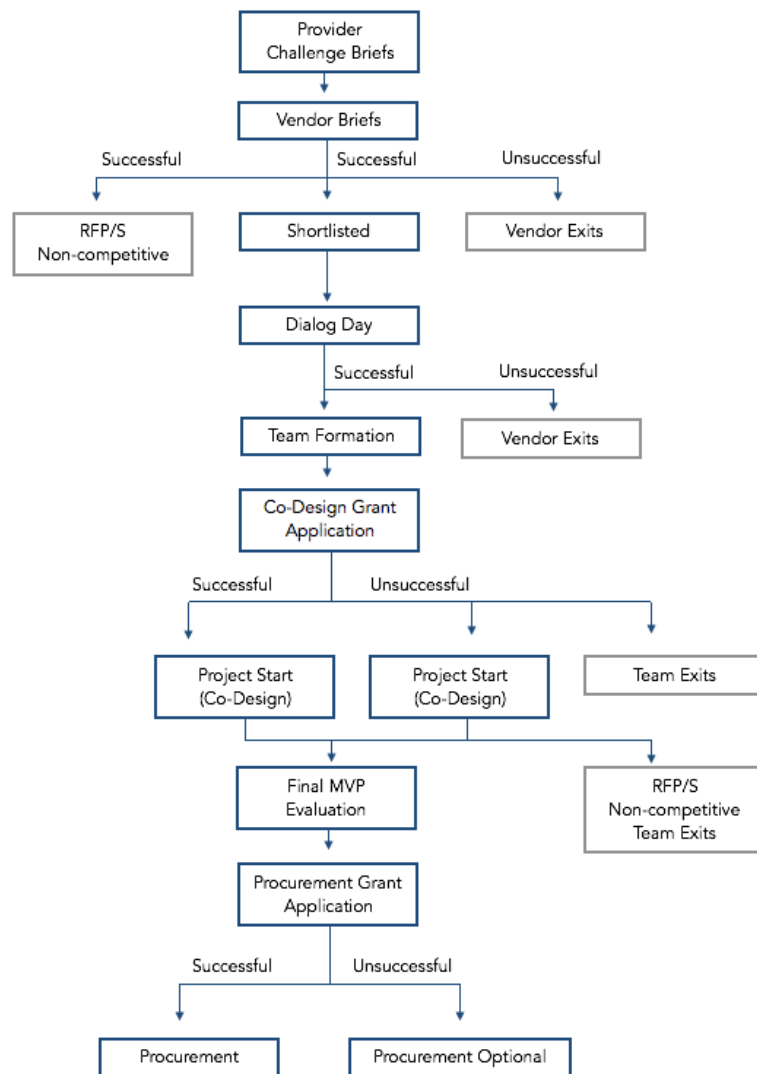 Provider
Challenge Briefs
Vendor Briefs
Successful
Successful
Unsuccessful
RFP/S
Non-competitive
Shortlisted
Vendor Exits
Dialog Day
Successful
Unsuccessful
Team Formation
Vendor Exits
Co-Design Grant
Application
Successful
Unsuccessful
Project Start
(Co-Design)
Project Start
(Co-Design)
Team Exits
Final MVP
Evaluation
RFP/S
Non-competitive
Team Exits
Procurement Grant
Application
Successful
Unsuccessful
Procurement
Procurement Optional